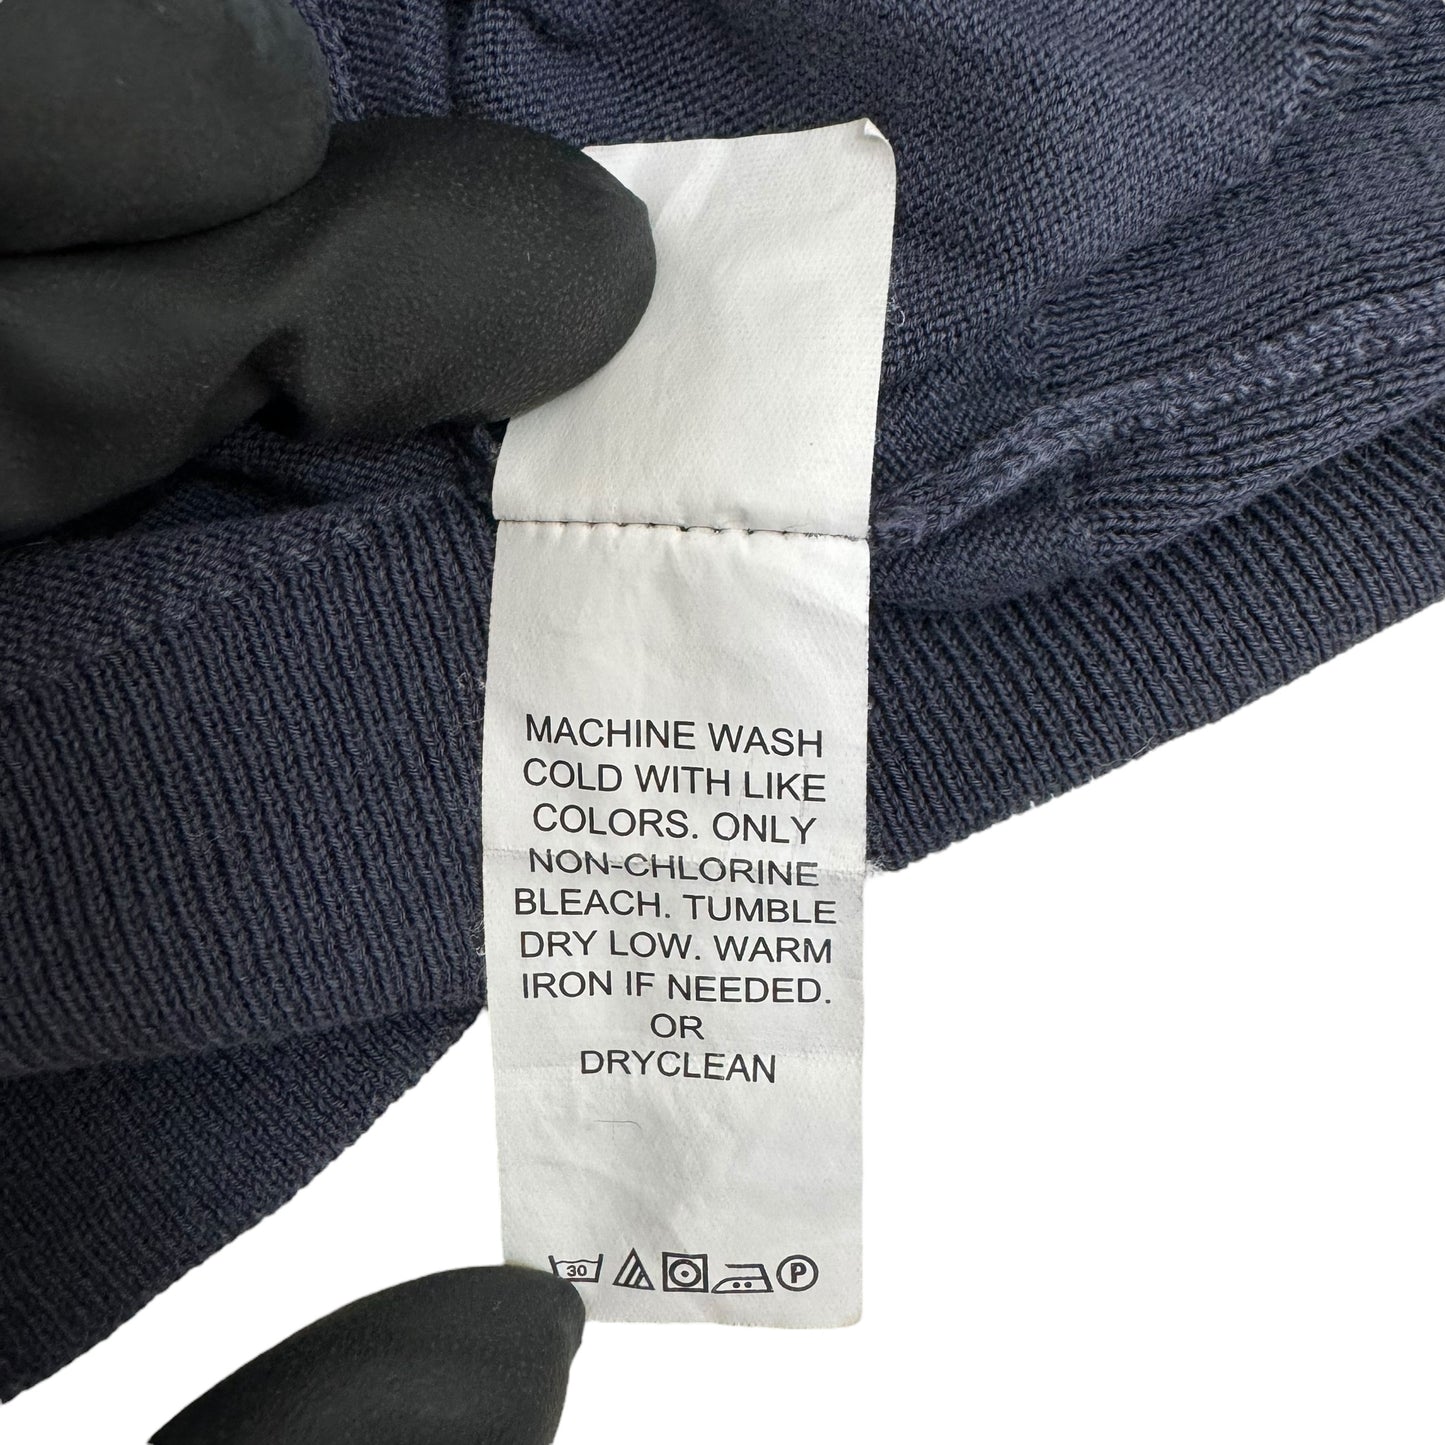 MACHINE WASH
COLD WITH LIKE
COLORS. ONLY
NON-CHLORINE
BLEACH. TUMBLE
DRY LOW. WARM
IRON IF NEEDED.
OR
DRYCLEAN
30 P